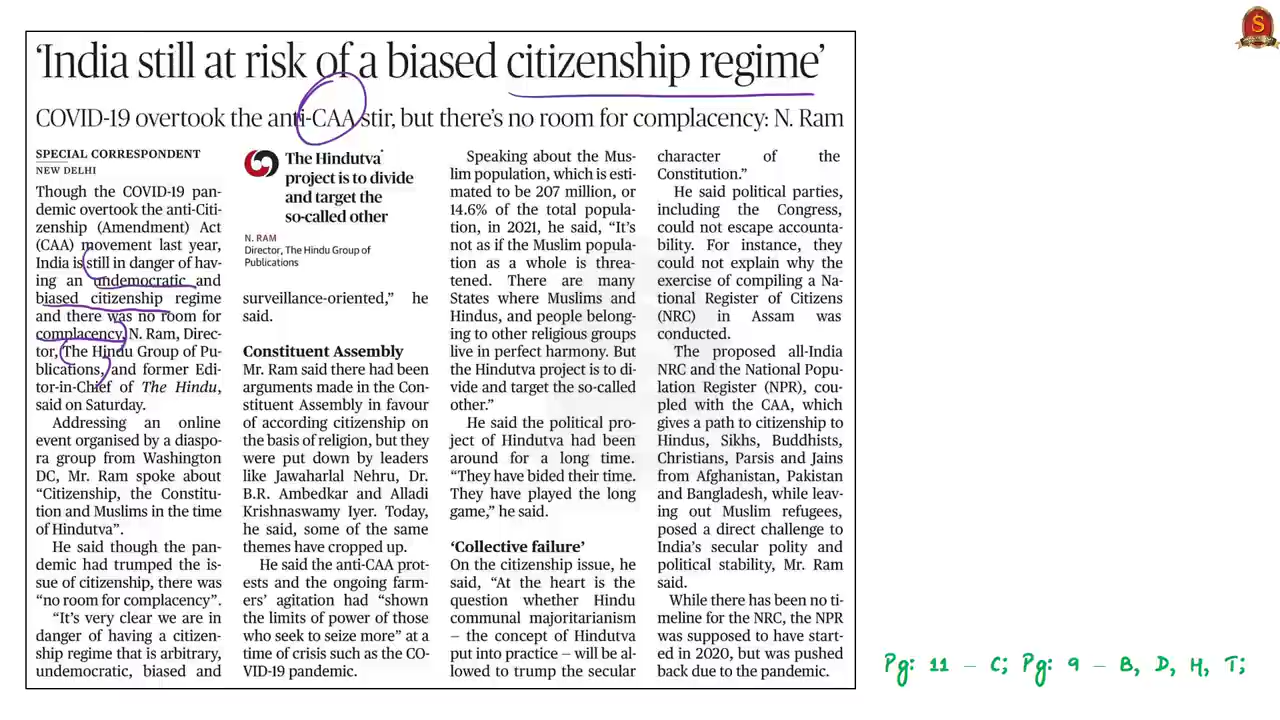 ‘India still at risk of a biased citizenship regime’
COVID-19 overtook the anti-CAA stir, but there’s no room for complacency: N. Ram
SPECIAL CORRESPONDENT
NEW DELHI
Though the COVID-19 pan-
demic overtook the anti-Citi-
zenship (Amendment) Act
(CAA) movement last year,
India is still in danger of hav-
ing an undemocratic and
biased citizenship regime
and there was no room for
complacency, N. Ram, Direc-
tor, The Hindu Group of Pu-
blications, and former Edi-
tor-in-Chief of The Hindu,
said on Saturday.
Addressing an online
event organised by a diaspo-
ra group from Washington
DC, Mr. Ram spoke about
“Citizenship, the Constitu-
tion and Muslims in the time
of Hindutva”.
He said though the pan-
demic had trumped the is-
sue of citizenship, there was
“no room for complacency”.
“It’s very clear we are in
danger of having a citizen-
ship regime that is arbitrary,
undemocratic, biased and
The Hindutva
project is to divide
and target the
so-called other
N. RAM
Director, The Hindu Group of
Publications
surveillance-oriented,” he
said.
Constituent Assembly
Mr. Ram said there had been
arguments made in the Con-
stituent Assembly in favour
of according citizenship on
the basis of religion, but they
were put down by leaders
like Jawaharlal Nehru, Dr.
B.R. Ambedkar and Alladi
Krishnaswamy Iyer. Today,
he said, some of the same
themes have cropped up.
He said the anti-CAA prot-
ests and the ongoing farm-
ers’ agitation had “shown
the limits of power of those
who seek to seize more” at a
time of crisis such as the CO-
VID-19 pandemic.
Speaking about the Mus-
lim population, which is esti-
mated to be 207 million, or
14.6% of the total popula-
tion, in 2021, he said, “It’s
not as if the Muslim popula-
tion as a whole is threa-
tened. There are many
States where Muslims and
Hindus, and people belong-
ing to other religious groups
live in perfect harmony. But
the Hindutva project is to di-
vide and target the so-called
other.”
He said the political pro-
ject of Hindutva had been
around for a long time.
“They have bided their time.
They have played the long
game,” he said.
‘Collective failure’
On the citizenship issue, he
said, “At the heart is the
question whether Hindu
communal majoritarianism
– the concept of Hindutva
put into practice – will be al-
lowed to trump the secular
character of the
Constitution.”
He said political parties,
including the Congress,
could not escape accounta-
bility. For instance, they
could not explain why the
exercise of compiling a Na-
tional Register of Citizens
(NRC) in Assam was
conducted.
The proposed all-India
NRC and the National Popu-
lation Register (NPR), cou-
pled with the CAA, which
gives a path to citizenship to
Hindus, Sikhs, Buddhists,
Christians, Parsis and Jains
from Afghanistan, Pakistan
and Bangladesh, while leav-
ing out Muslim refugees,
posed a direct challenge to
India’s secular polity and
political stability, Mr. Ram
said.
While there has been no ti-
meline for the NRC, the NPR
was supposed to have start-
ed in 2020, but was pushed
back due to the pandemic.
Pg: 11 – C; Pg: 9 – B, D, H, T;